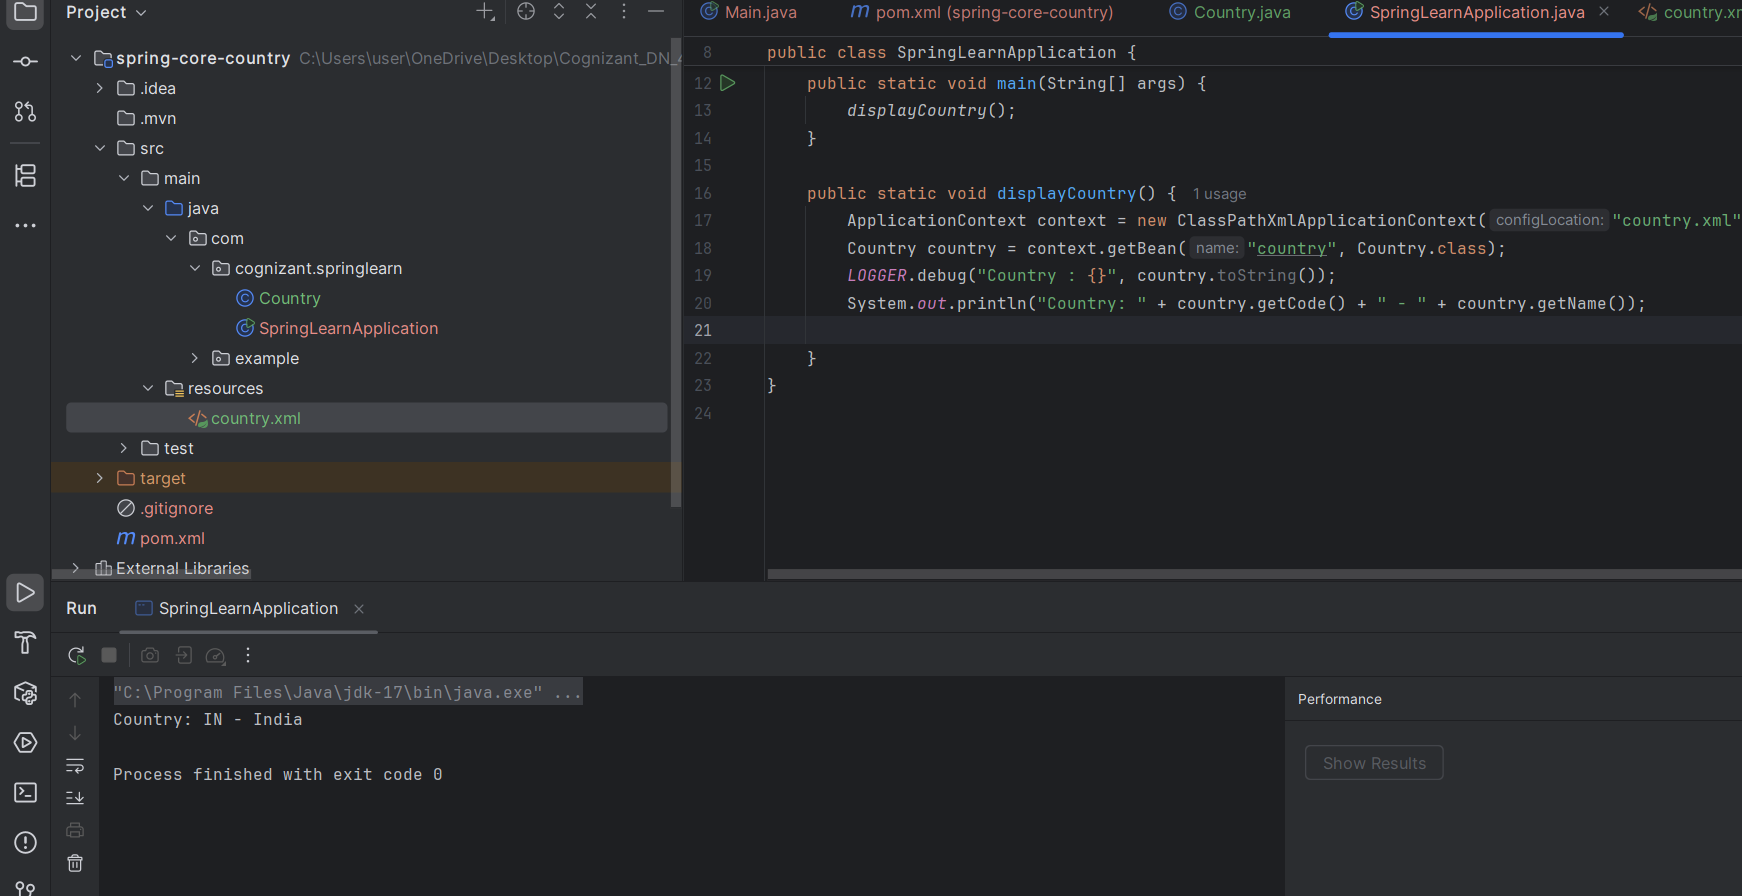 Project
Main.java
pom.xml (spring-core-country)
Country.java
SpringLearnApplication.java
country.xm
spring-core-country C:\Users\user\OneDrive\Desktop\Cognizant_DN_4
.idea
.mvn
src
main
java
com
cognizant.springlearn
Country
SpringLearnApplication
example
resources
country.xml
test
target
.gitignore
pom.xml
External Libraries
8 public class SpringLearnApplication {
12 public static void main(String[] args) {
13 displayCountry();
14 }
15
16 public static void displayCountry() { 1 usage
17 ApplicationContext context = new ClassPathXmlApplicationContext( configLocation: "country.xml"
18 Country country = context.getBean( name: "country", Country.class);
19 LOGGER.debug("Country : {}", country.toString());
20 System.out.println("Country: " + country.getCode() + " - " + country.getName());
21
22 }
23 }
24
Run SpringLearnApplication
"C:\Program Files\Java\jdk-17\bin\java.exe" ...
Country: IN - India
Process finished with exit code 0
Performance
Show Results